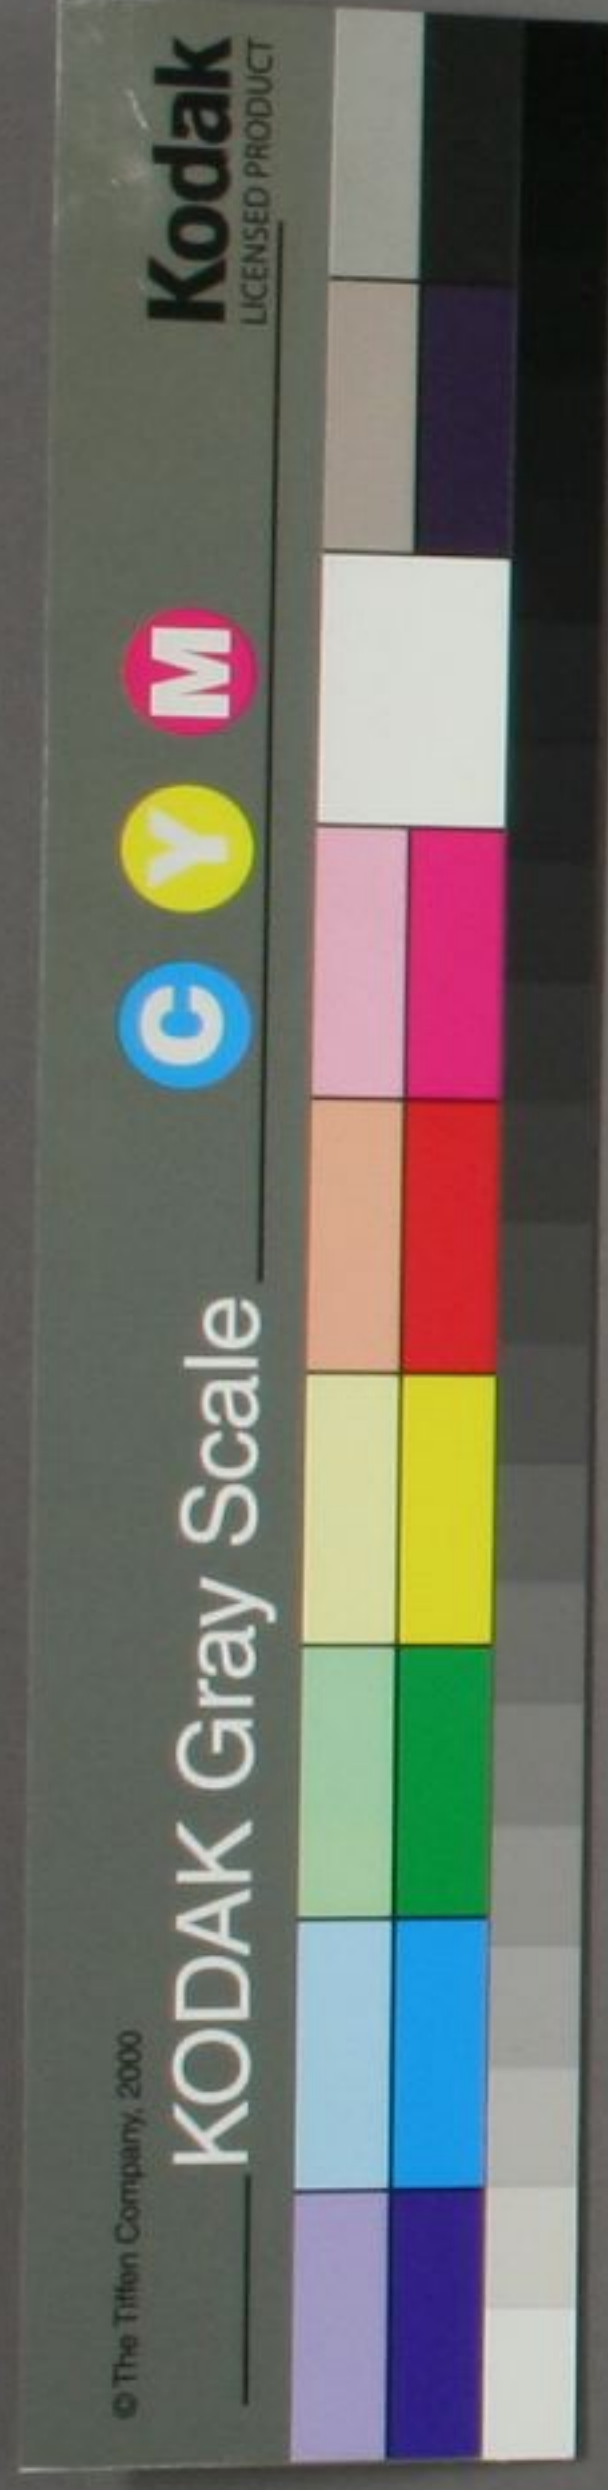 © The Tiffen Company, 2000
KODAK Gray Scale
C Y M
Kodak
LICENSED PRODUCT